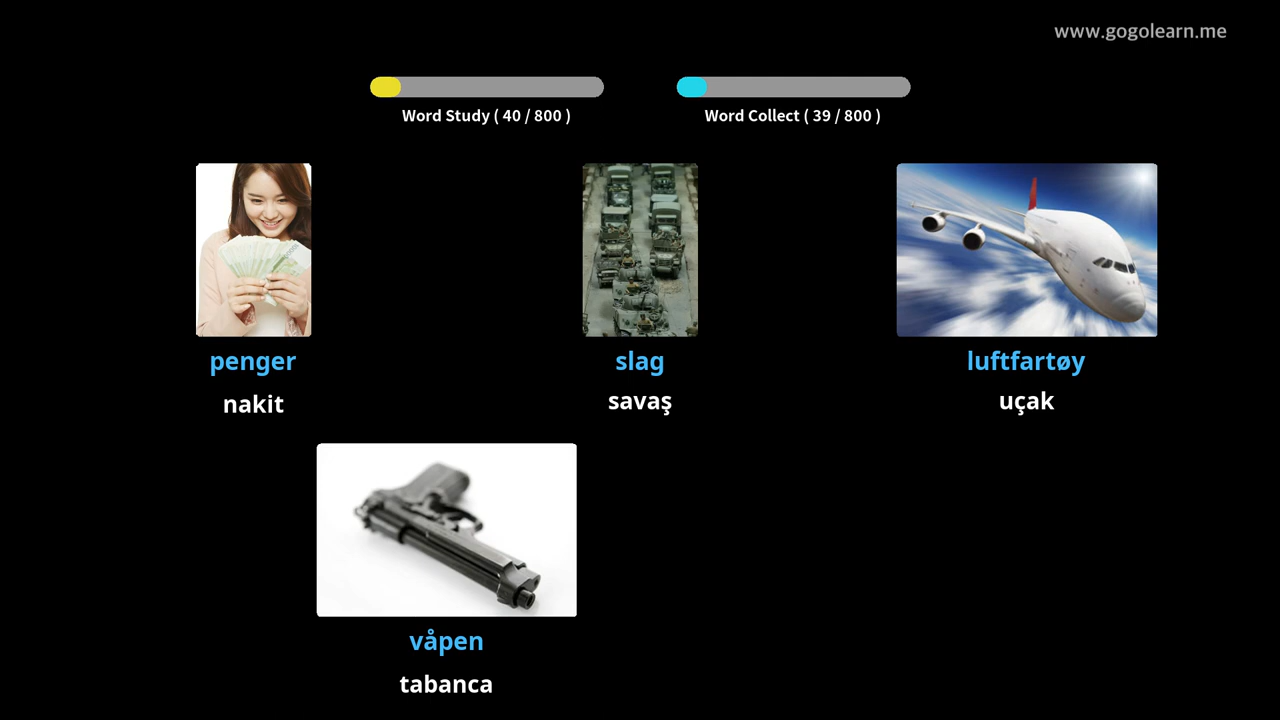 www.gogolearn.me
Word Study ( 40 / 800 )
Word Collect ( 39 / 800 )
penger
nakit
slag
savaş
luftfartøy
uçak
våpen
tabanca